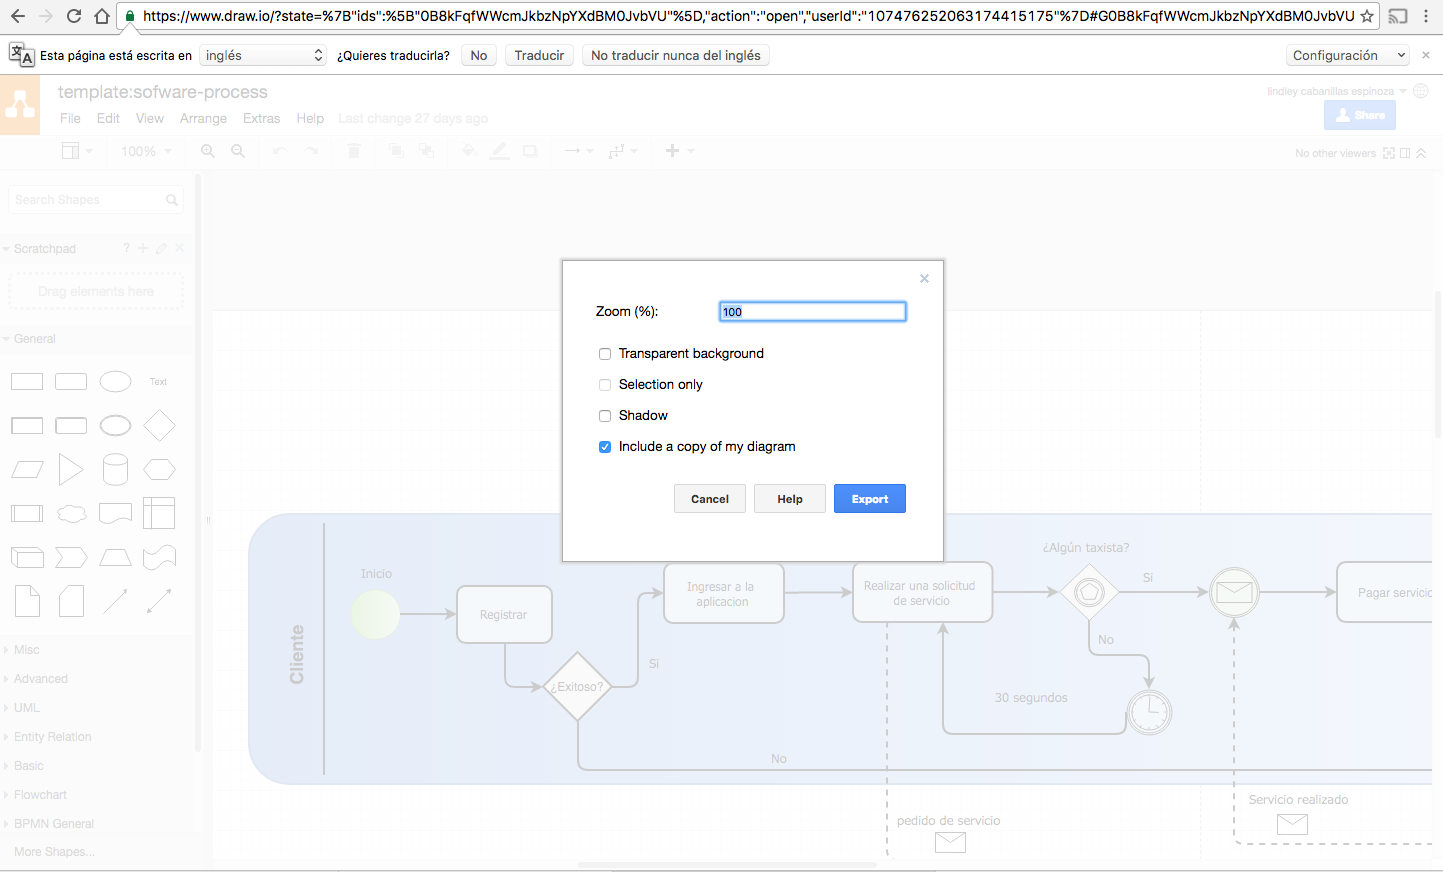 https://www.draw.io/?state=%7B"ids":%5B"0B8kFqfWWcmJkbzNpYXdBM0JvbVU"%5D,"action":"open","userId":"107476252063174415175"%7D#G0B8kFqfWWcmJkbzNpYXdBM0JvbVU
Esta página está escrita en inglés ¿Quieres traducirla? No Traducir No traducir nunca del inglés Configuración
template:sofware-process
lindley cabanillas espinoza
File Edit View Arrange Extras Help Last change 27 days ago
Share
100%
No other viewers
Search Shapes
Scratchpad ?
Drag elements here
General
Text
Misc
Advanced
UML
Entity Relation
Basic
Flowchart
BPMN General
More Shapes...
Zoom (%): 100
Transparent background
Selection only
Shadow
Include a copy of my diagram
Cancel Help Export
Cliente
Inicio
Registrar
¿Exitoso?
Si
No
Ingresar a la
aplicacion
Realizar una solicitud
de servicio
¿Algún taxista?
Si
No
30 segundos
Pagar servicio
pedido de servicio
Servicio realizado